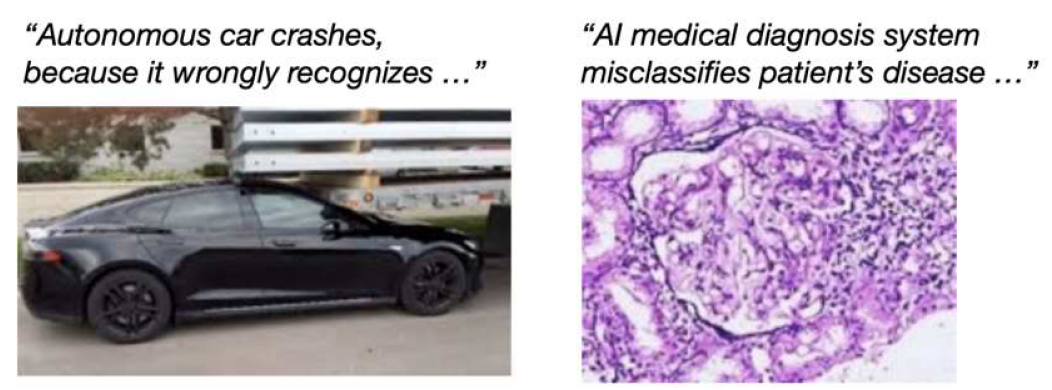 “Autonomous car crashes,
because it wrongly recognizes …”
“AI medical diagnosis system
misclassifies patient’s disease …”